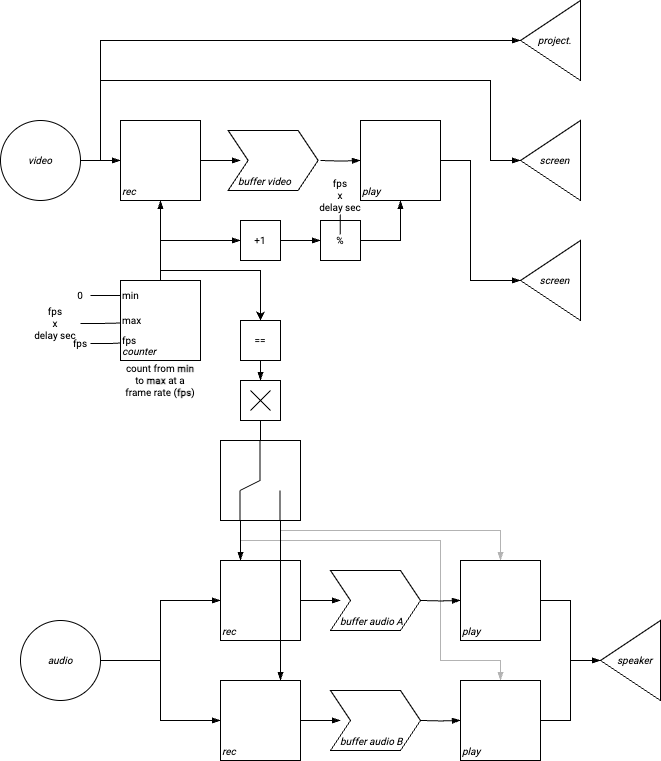 project.
video
rec
buffer video
play
screen
fps
x
delay sec
+1
%
screen
0
min
fps
x
delay sec
max
fps
fps
counter
count from min
to max at a
frame rate (fps)
==
rec
buffer audio A
play
audio
speaker
rec
buffer audio B
play